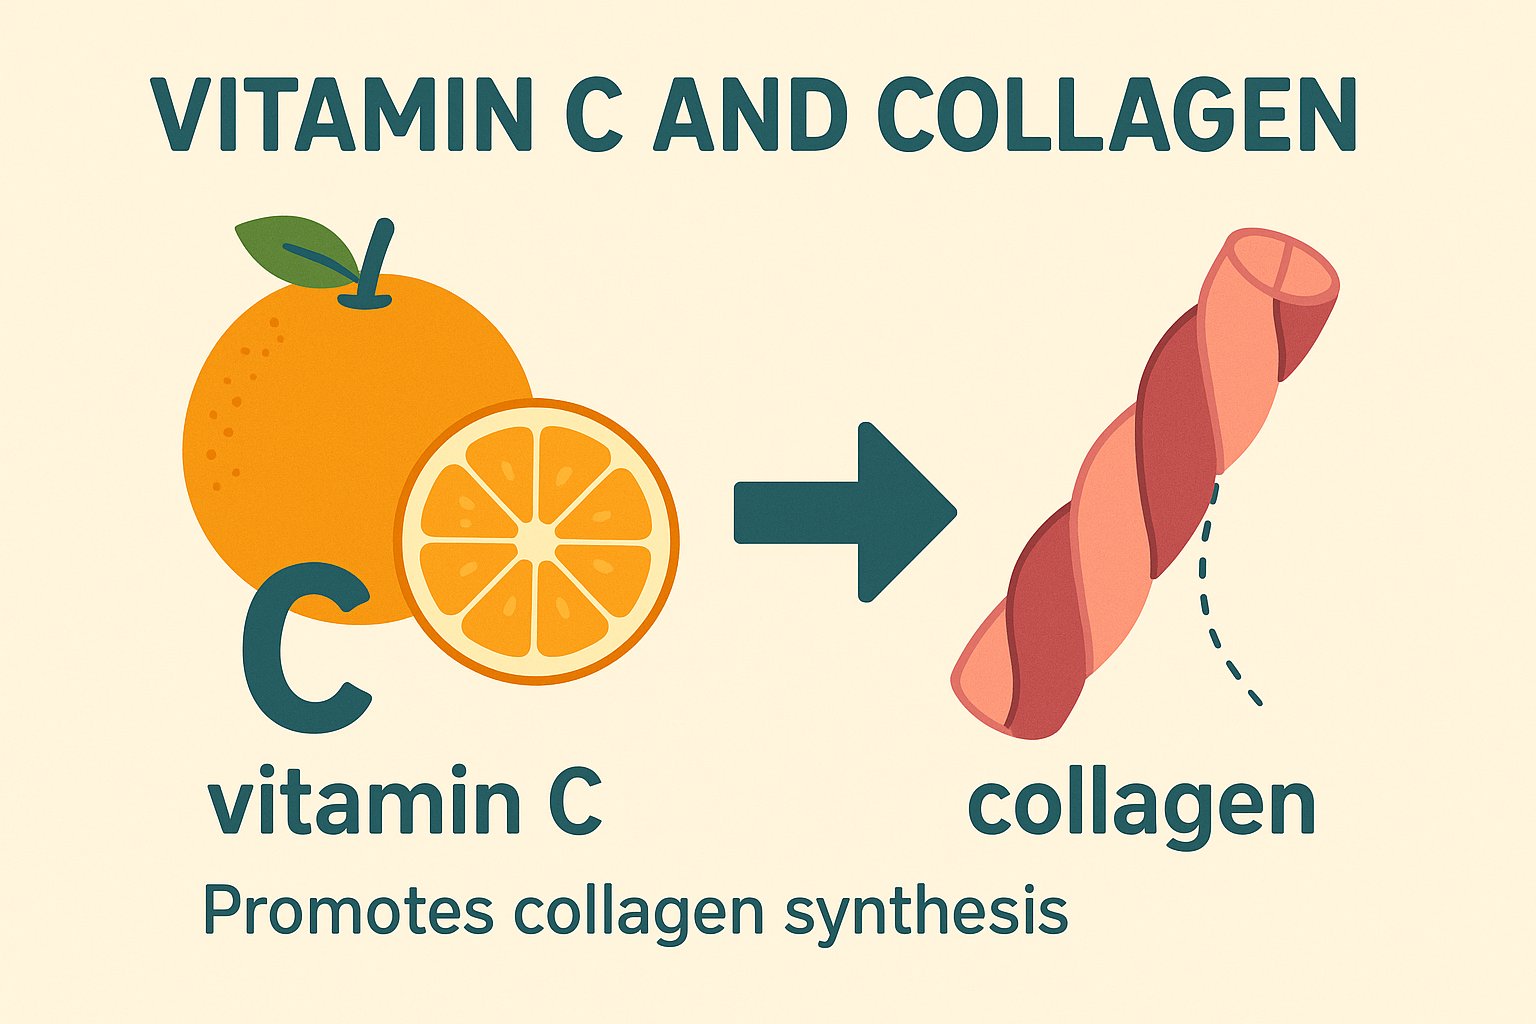 VITAMIN C AND COLLAGEN
C
vitamin C
collagen
Promotes collagen synthesis